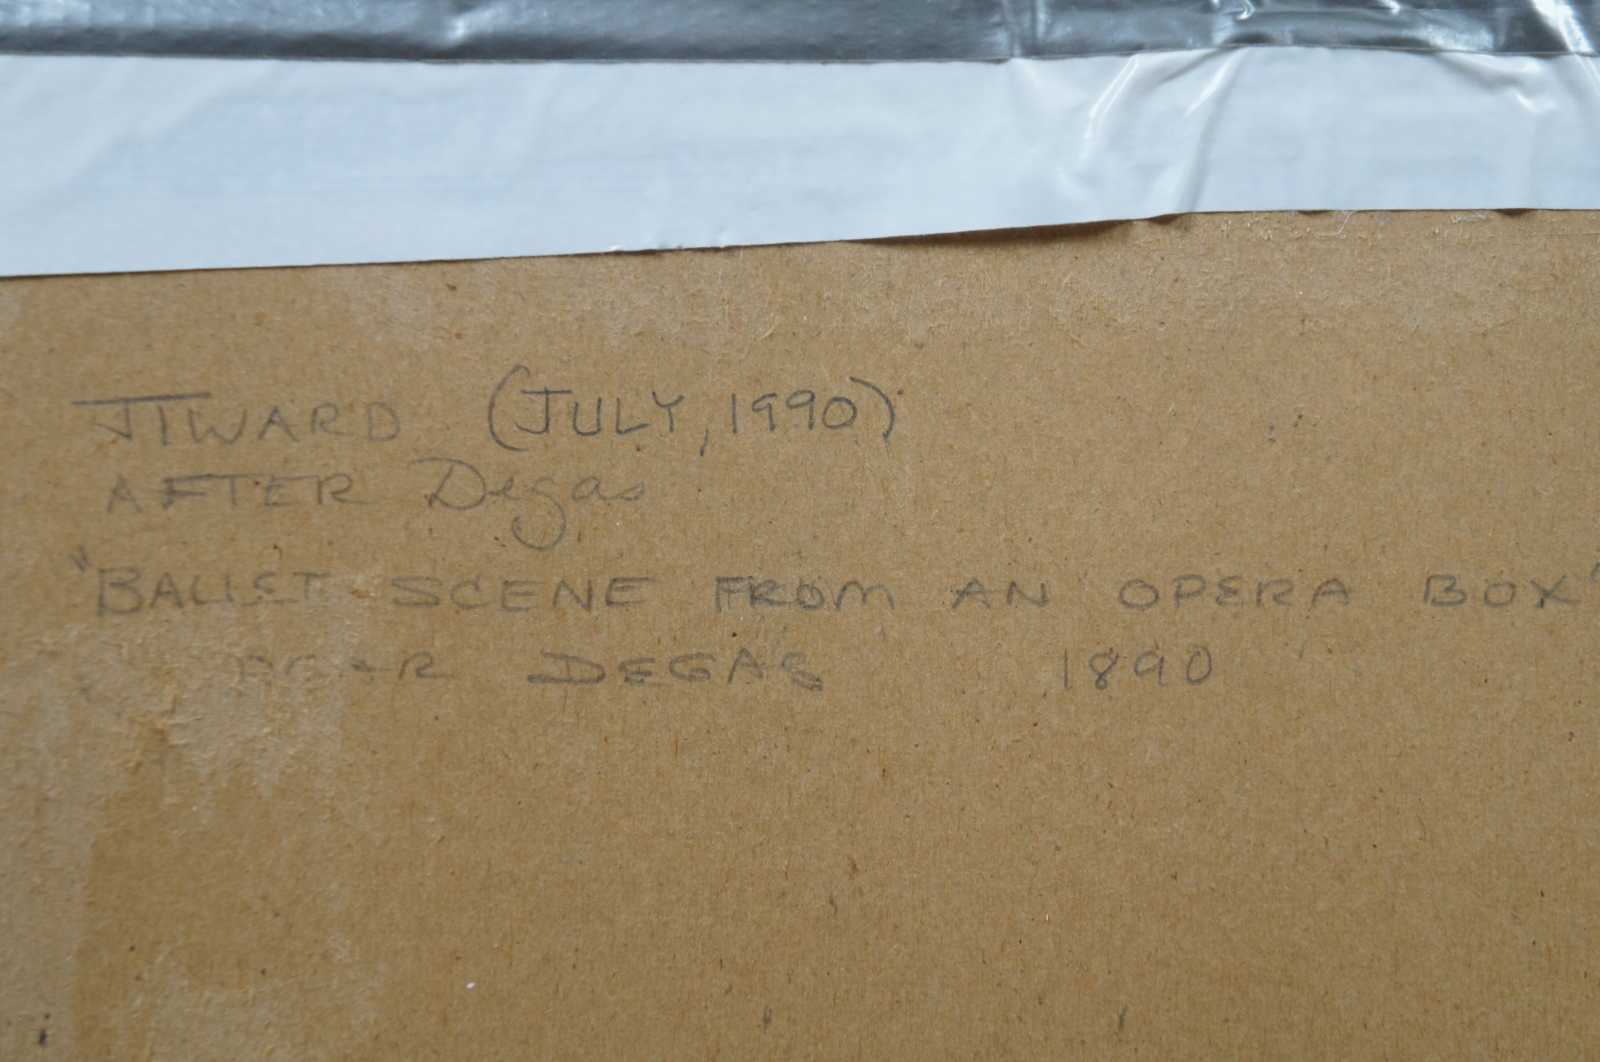 JTWARD (JULY, 1990)
AFTER Degas
"BALLET SCENE FROM AN OPERA BOX"
DEGAS 1890